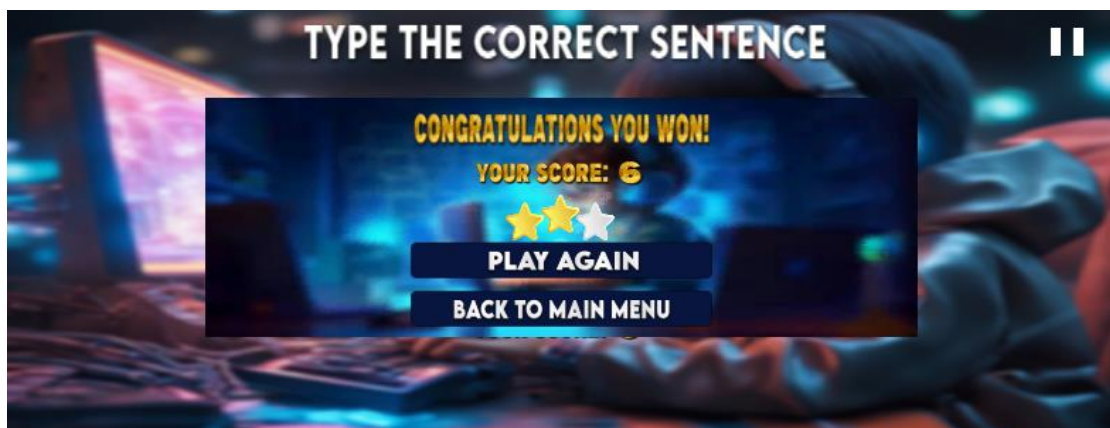 TYPE THE CORRECT SENTENCE
CONGRATULATIONS YOU WON!
YOUR SCORE: 6
PLAY AGAIN
BACK TO MAIN MENU